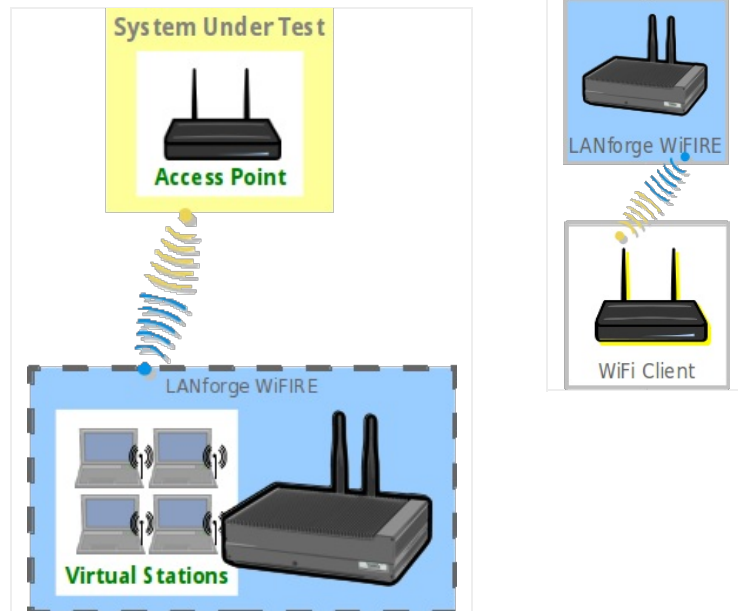 System Under Test
Access Point
LANforge WiFIRE
Virtual Stations
LANforge WiFIRE
WiFi Client